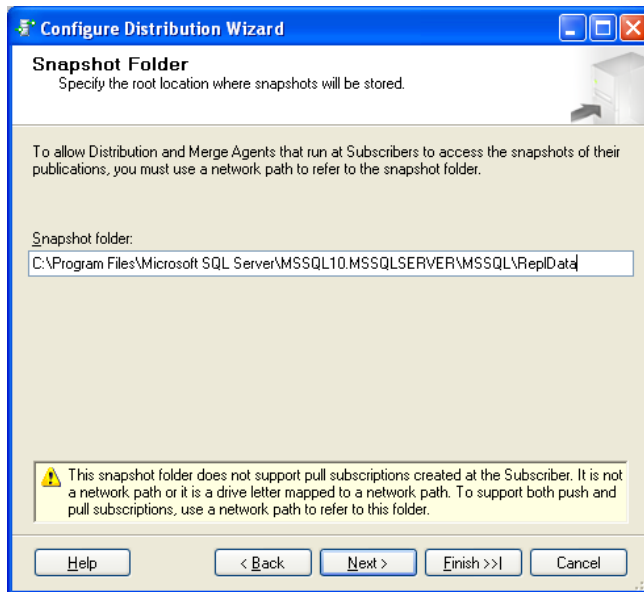 Configure Distribution Wizard
Snapshot Folder
Specify the root location where snapshots will be stored.
To allow Distribution and Merge Agents that run at Subscribers to access the snapshots of their
publications, you must use a network path to refer to the snapshot folder.
Snapshot folder:
C:\Program Files\Microsoft SQL Server\MSSQL10.MSSQLSERVER\MSSQL\ReplData
This snapshot folder does not support pull subscriptions created at the Subscriber. It is not
a network path or it is a drive letter mapped to a network path. To support both push and
pull subscriptions, use a network path to refer to this folder.
Help < Back Next > Finish >>| Cancel